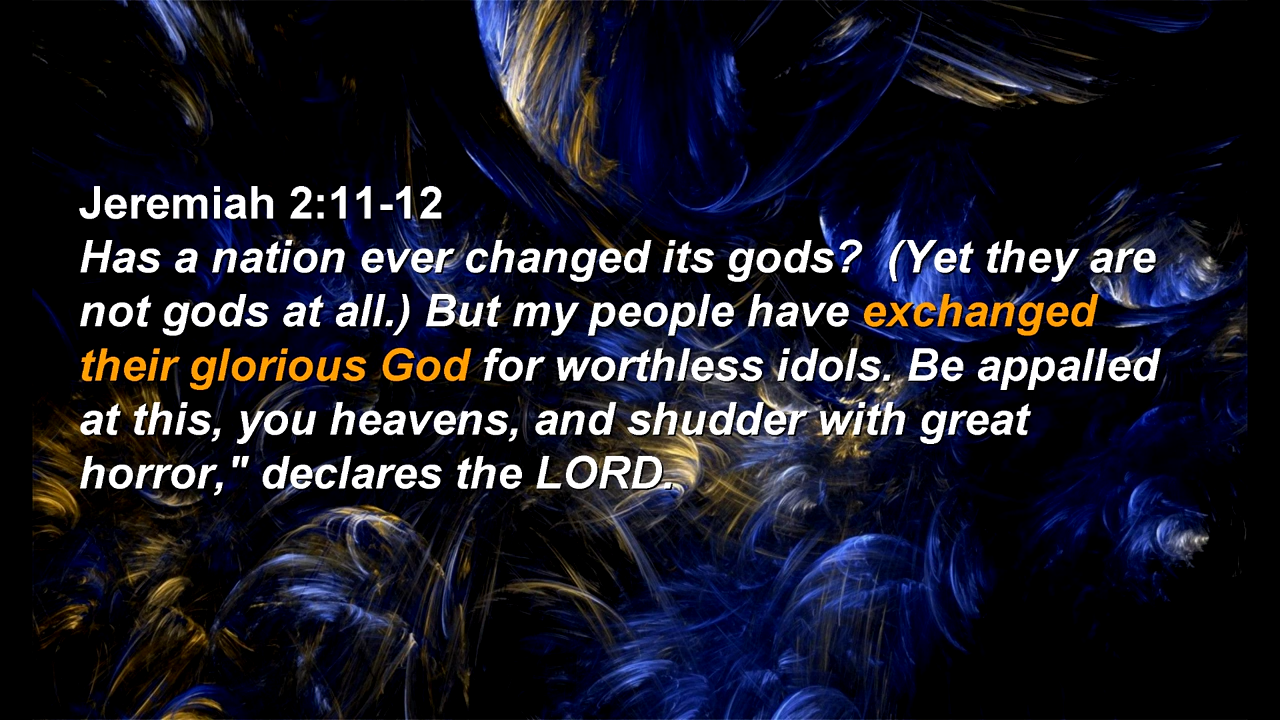 Jeremiah 2:11-12
Has a nation ever changed its gods?  (Yet they are
not gods at all.) But my people have exchanged
their glorious God for worthless idols. Be appalled
at this, you heavens, and shudder with great
horror," declares the LORD.